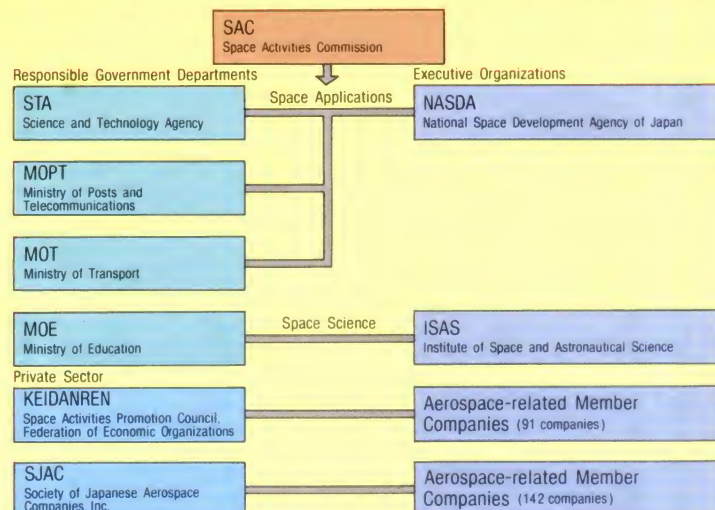 SAC
Space Activities Commission
Responsible Government Departments
Executive Organizations
STA
Science and Technology Agency
Space Applications
NASDA
National Space Development Agency of Japan
MOPT
Ministry of Posts and
Telecommunications
MOT
Ministry of Transport
MOE
Ministry of Education
Space Science
ISAS
Institute of Space and Astronautical Science
Private Sector
KEIDANREN
Space Activities Promotion Council.
Federation of Economic Organizations
Aerospace-related Member
Companies (91 companies)
SJAC
Society of Japanese Aerospace
Companies Inc.
Aerospace-related Member
Companies (142 companies)